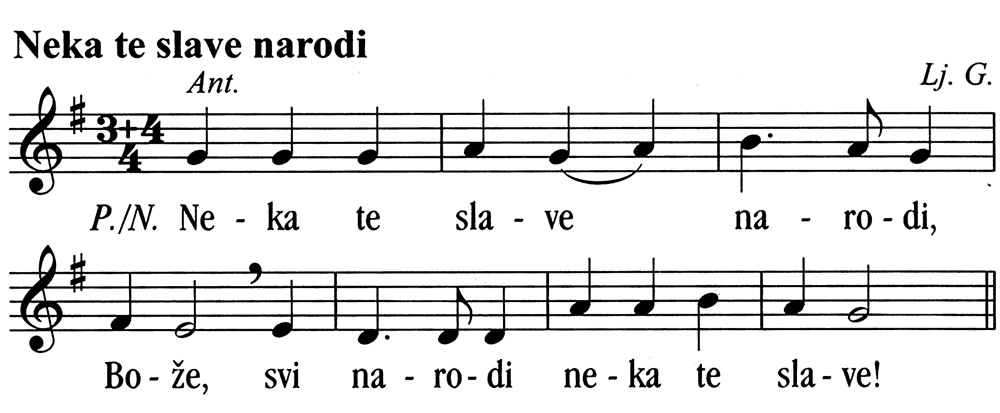 Neka te slave narodi
Ant.
Lj. G.
3+4
4
P./N. Ne - ka te sla - ve na - ro - di,
Bo - že, svi na - ro - di ne - ka te sla - ve!